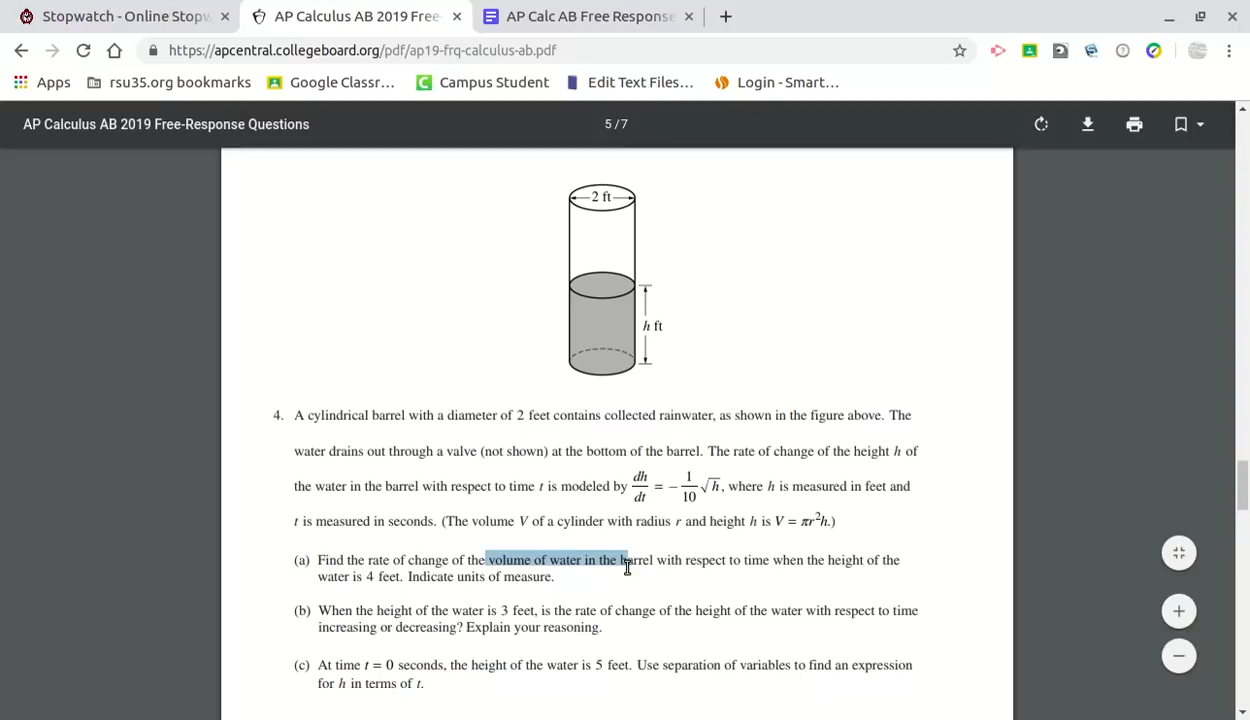 Stopwatch - Online Stopw
AP Calculus AB 2019 Free-
AP Calc AB Free Response
https://apcentral.collegeboard.org/pdf/ap19-frq-calculus-ab.pdf
Apps
rsu35.org bookmarks
Google Classr...
Campus Student
Edit Text Files...
Login - Smart...
AP Calculus AB 2019 Free-Response Questions
5 / 7
2 ft
h ft
4. A cylindrical barrel with a diameter of 2 feet contains collected rainwater, as shown in the figure above. The
water drains out through a valve (not shown) at the bottom of the barrel. The rate of change of the height h of
the water in the barrel with respect to time t is modeled by dh/dt = −1/10 √h, where h is measured in feet and
t is measured in seconds. (The volume V of a cylinder with radius r and height h is V = πr²h.)
(a) Find the rate of change of the volume of water in the barrel with respect to time when the height of the
water is 4 feet. Indicate units of measure.
(b) When the height of the water is 3 feet, is the rate of change of the height of the water with respect to time
increasing or decreasing? Explain your reasoning.
(c) At time t = 0 seconds, the height of the water is 5 feet. Use separation of variables to find an expression
for h in terms of t.